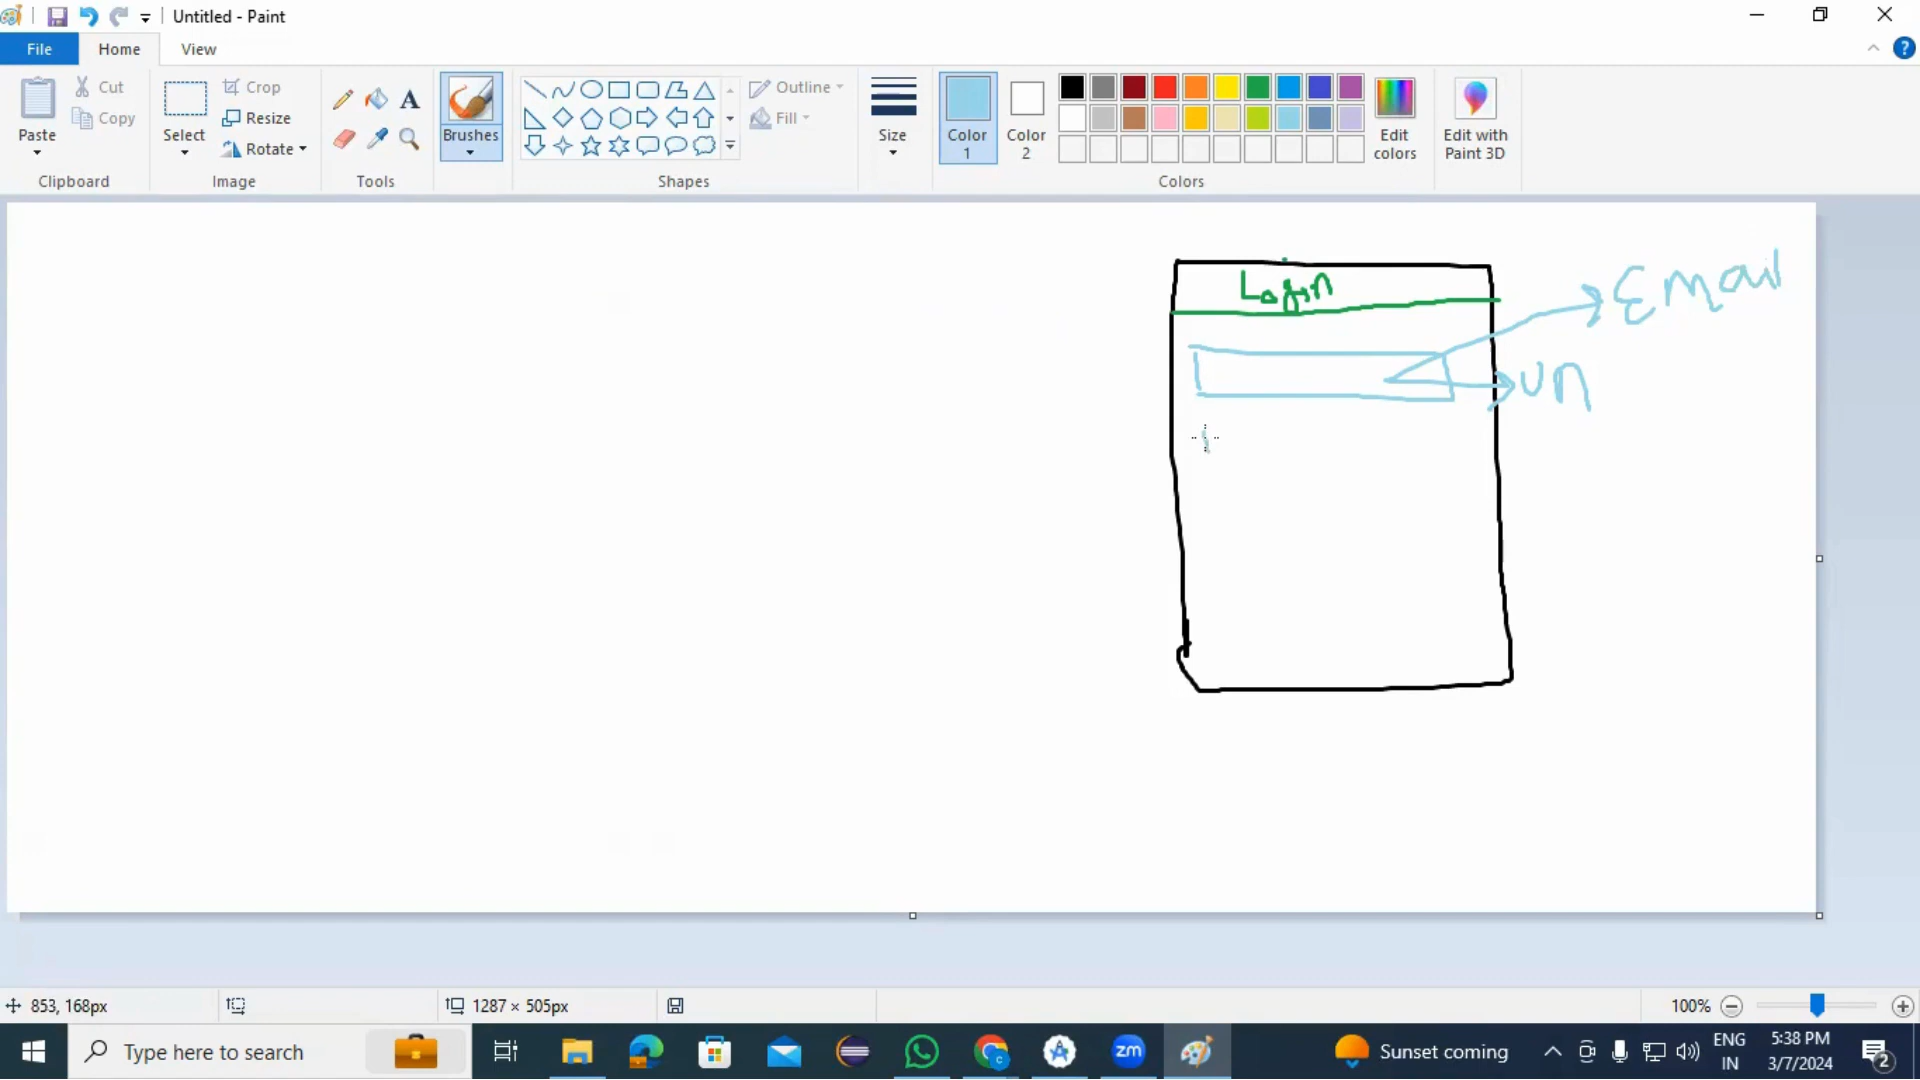 Untitled - Paint
File Home View
Paste
Cut
Copy
Clipboard
Select
Crop
Resize
Rotate
Image
A
Tools
Brushes
Outline
Fill
Shapes
Size
Color 1
Color 2
Edit colors
Edit with Paint 3D
Colors
Login
Email
UN
853, 168px
1287 × 505px
100%
Type here to search
zm
Sunset coming
ENG
IN
5:38 PM
3/7/2024
2